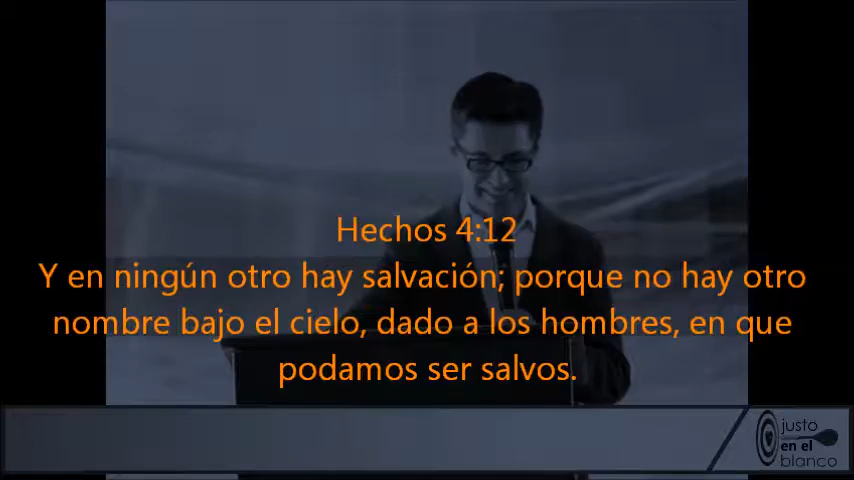 Hechos 4:12
Y en ningún otro hay salvación; porque no hay otro
nombre bajo el cielo, dado a los hombres, en que
podamos ser salvos.
justo
en el
blanco